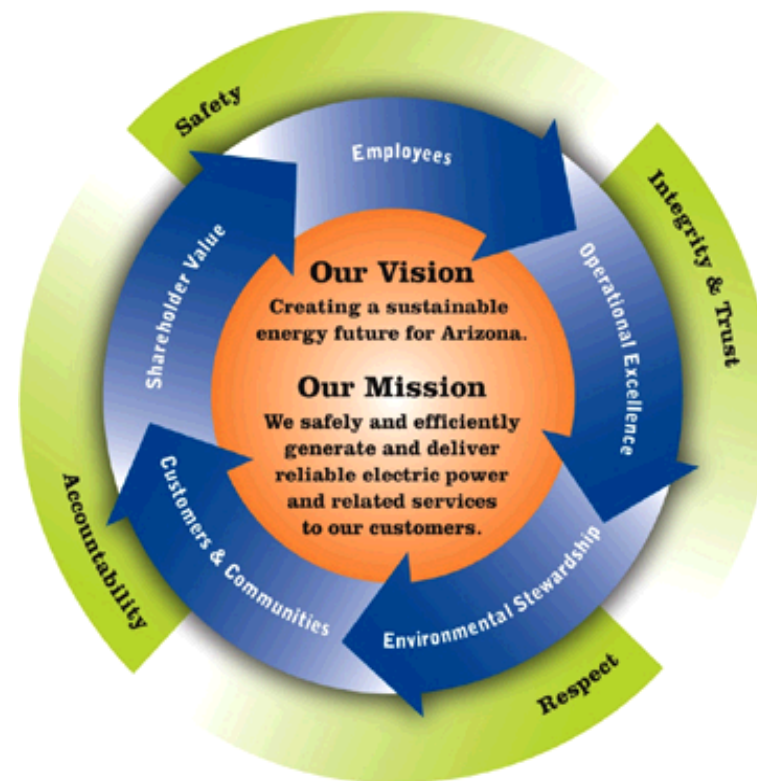 Safety
Employees
Integrity & Trust
Operational Excellence
Shareholder Value
Our Vision
Creating a sustainable
energy future for Arizona.
Our Mission
We safely and efficiently
generate and deliver
reliable electric power
and related services
to our customers.
Customers & Communities
Environmental Stewardship
Accountability
Respect